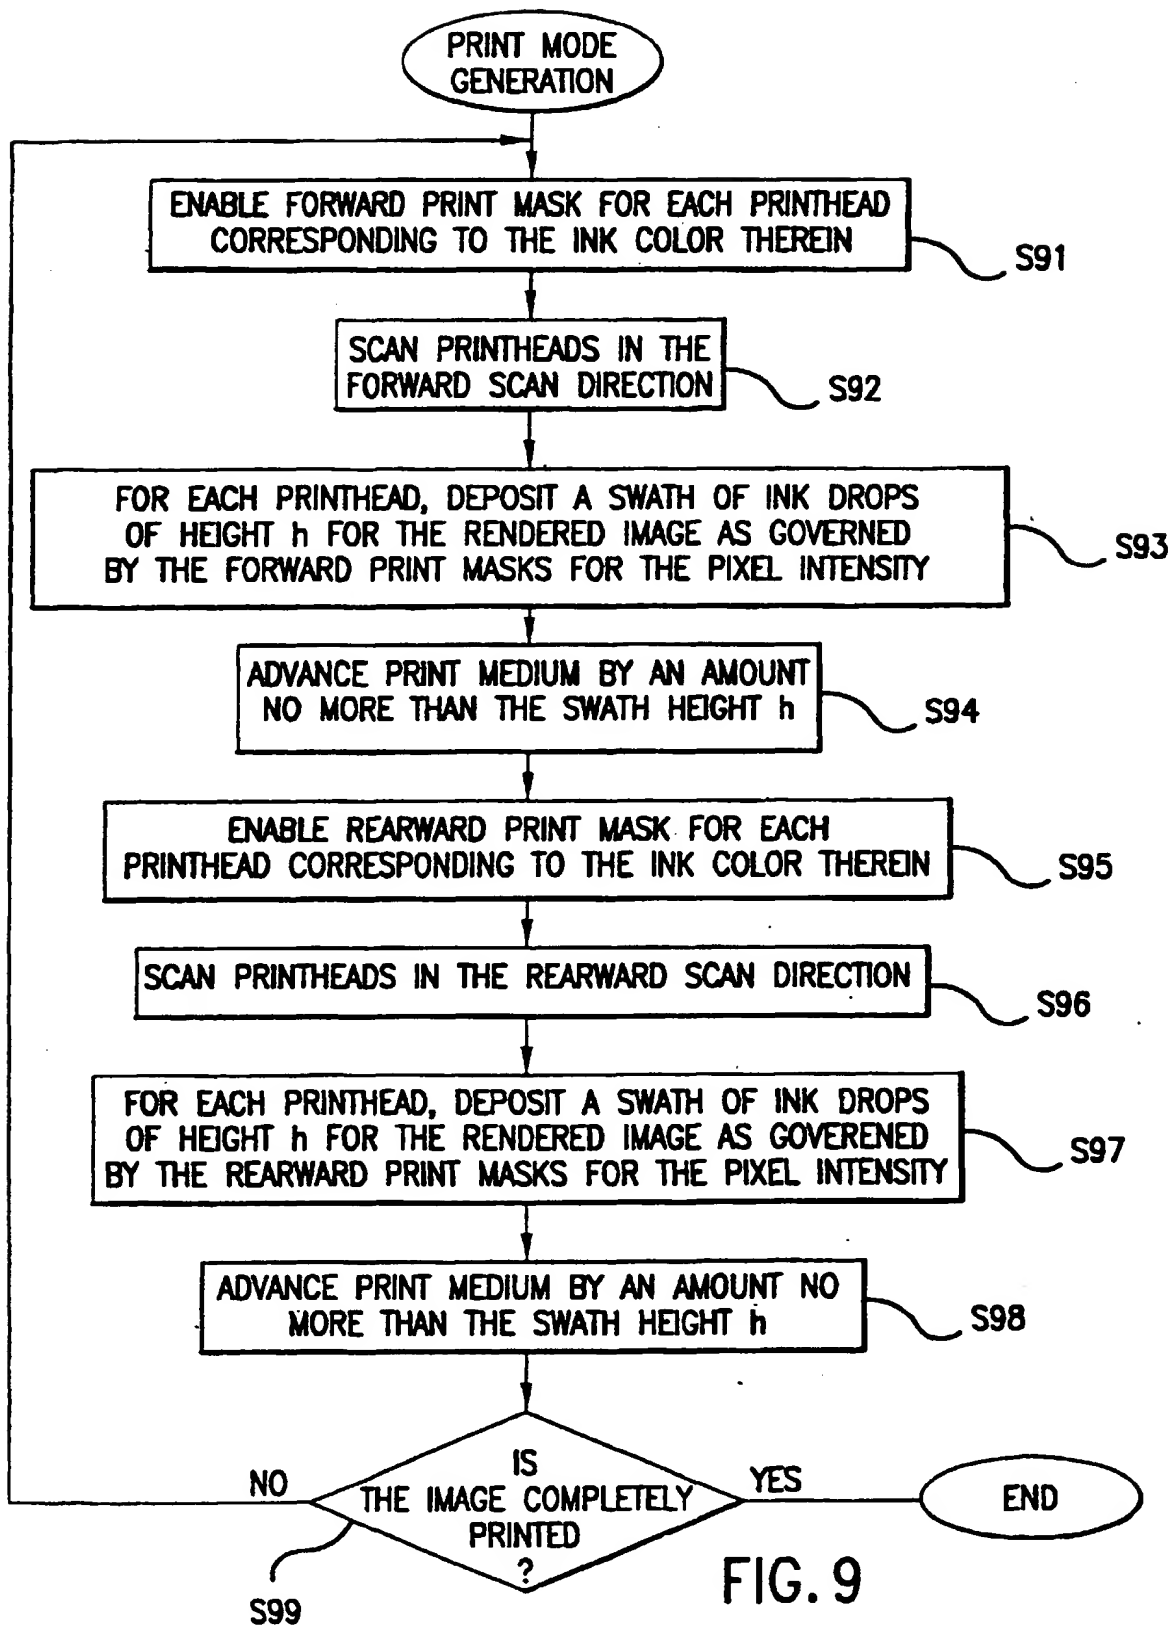 PRINT MODE
GENERATION
ENABLE FORWARD PRINT MASK FOR EACH PRINTHEAD
CORRESPONDING TO THE INK COLOR THEREIN
S91
SCAN PRINTHEADS IN THE
FORWARD SCAN DIRECTION
S92
FOR EACH PRINTHEAD, DEPOSIT A SWATH OF INK DROPS
OF HEIGHT h FOR THE RENDERED IMAGE AS GOVERNED
BY THE FORWARD PRINT MASKS FOR THE PIXEL INTENSITY
S93
ADVANCE PRINT MEDIUM BY AN AMOUNT
NO MORE THAN THE SWATH HEIGHT h
S94
ENABLE REARWARD PRINT MASK FOR EACH
PRINTHEAD CORRESPONDING TO THE INK COLOR THEREIN
S95
SCAN PRINTHEADS IN THE REARWARD SCAN DIRECTION
S96
FOR EACH PRINTHEAD, DEPOSIT A SWATH OF INK DROPS
OF HEIGHT h FOR THE RENDERED IMAGE AS GOVERENED
BY THE REARWARD PRINT MASKS FOR THE PIXEL INTENSITY
S97
ADVANCE PRINT MEDIUM BY AN AMOUNT NO
MORE THAN THE SWATH HEIGHT h
S98
IS
THE IMAGE COMPLETELY
PRINTED
?
NO
YES
END
S99
FIG. 9